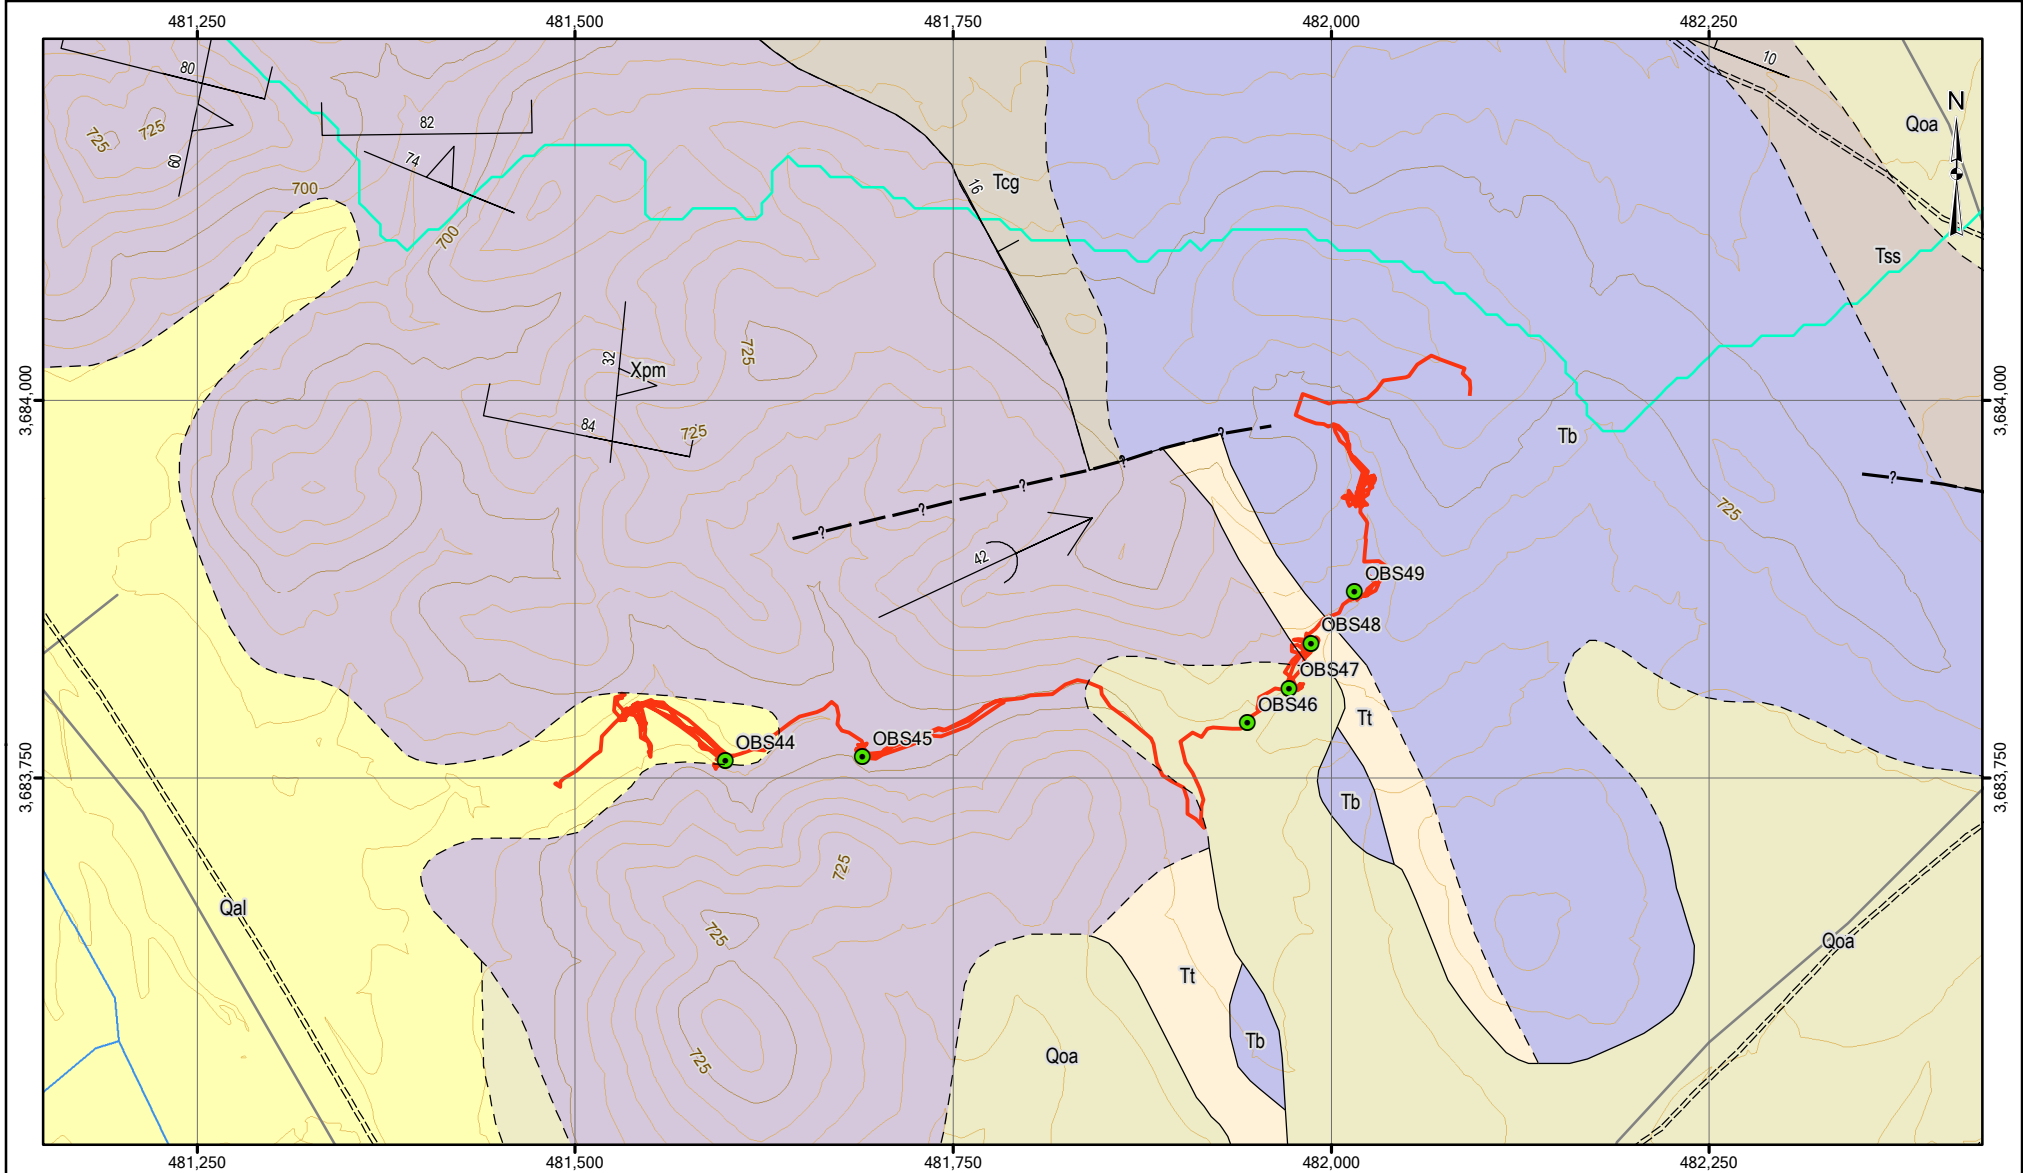 481,250 481,500 481,750 482,000 482,250
80
10
725
725
82
Qoa
N
60
74
700
16
Tcg
700
Tss
32
Xpm
725
3,684,000
3,684,000
84
725
?
Tb
?
?
?
725
?
?
42
OBS49
OBS48
OBS47
OBS46
Tt
OBS44
OBS45
3,683,750
3,683,750
Tb
725
Qal
725
Qoa
Tt
725
Tb
Qoa
481,250 481,500 481,750 482,000 482,250